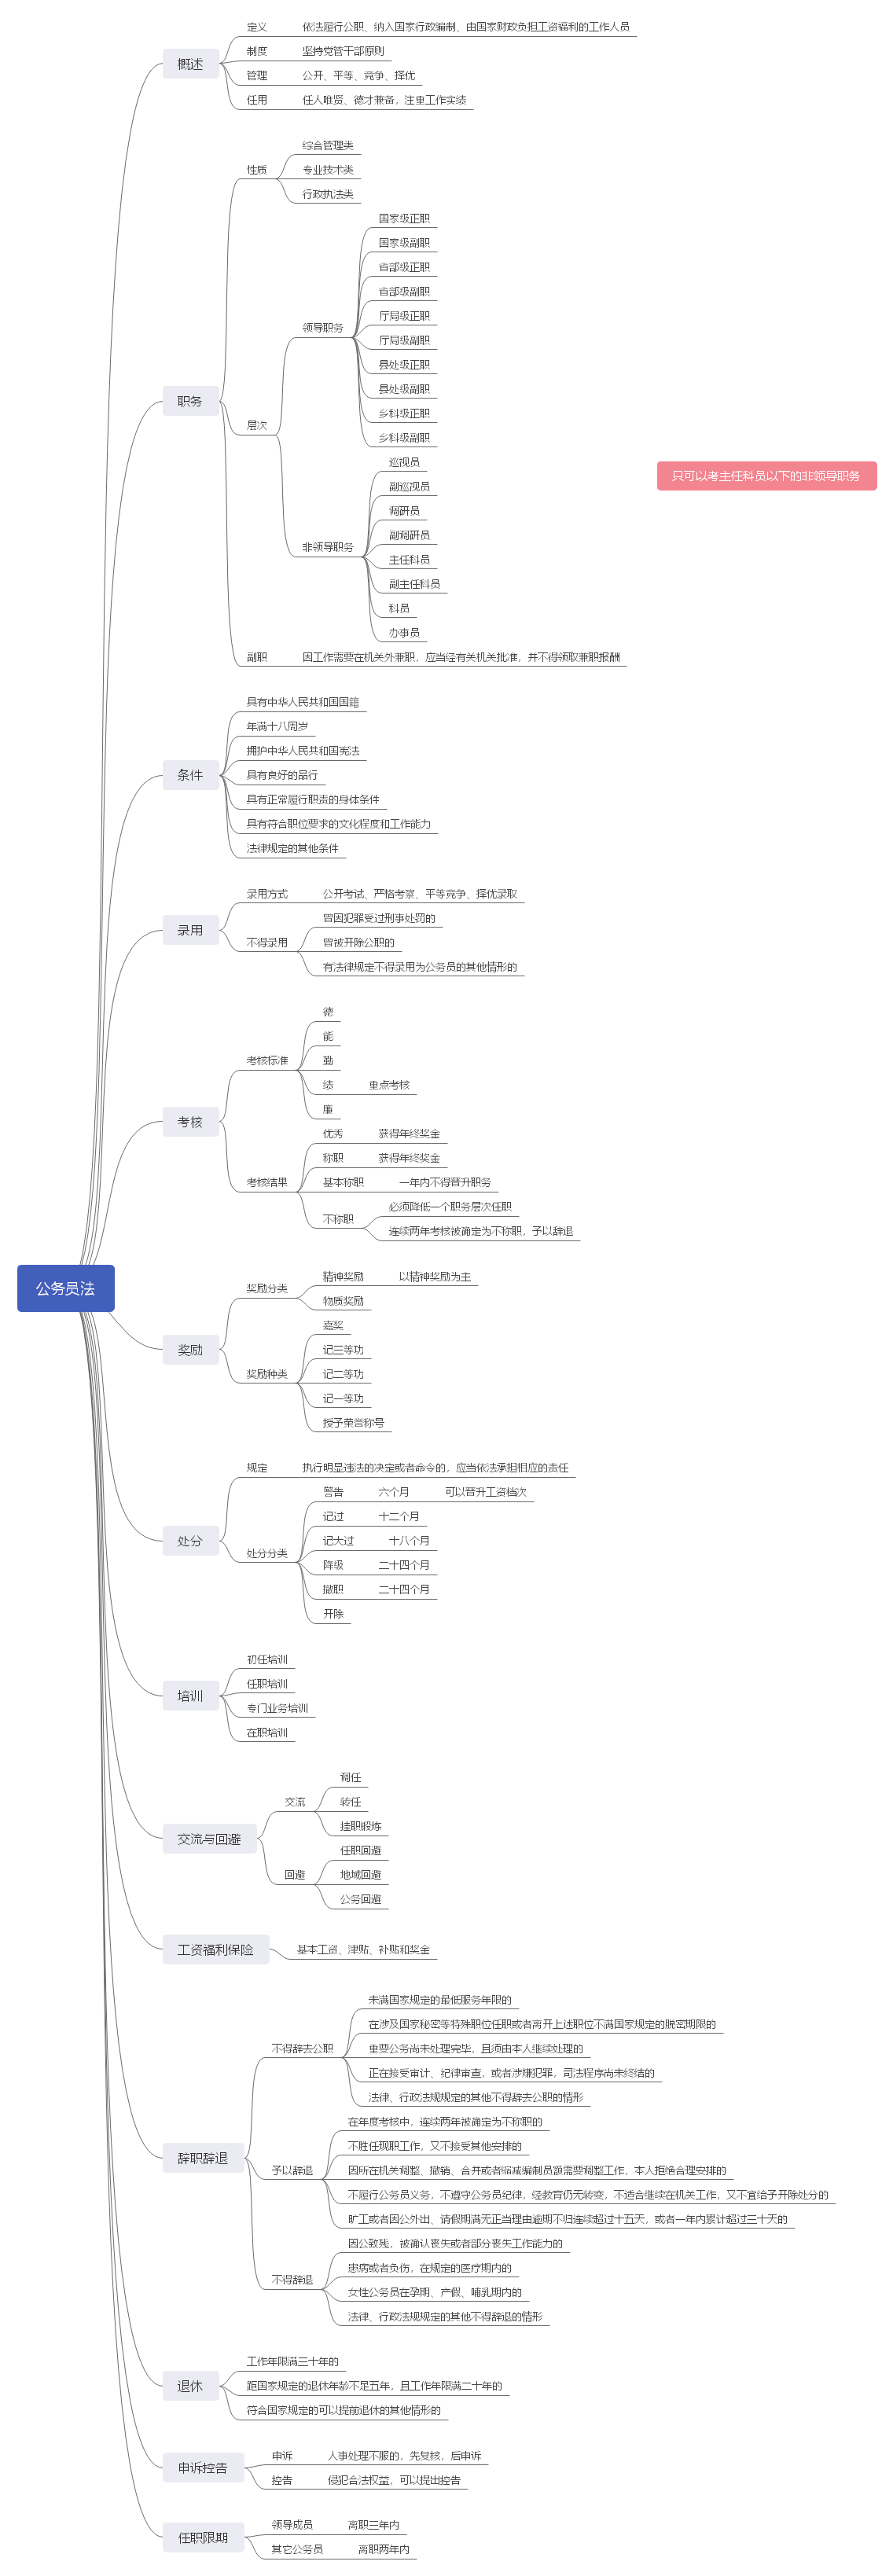 公务员法
概述
定义 依法履行公职、纳入国家行政编制、由国家财政负担工资福利的工作人员
制度 坚持党管干部原则
管理 公开、平等、竞争、择优
任用 任人唯贤、德才兼备，注重工作实绩
职务
性质
综合管理类
专业技术类
行政执法类
层次
领导职务
国家级正职
国家级副职
省部级正职
省部级副职
厅局级正职
厅局级副职
县处级正职
县处级副职
乡科级正职
乡科级副职
非领导职务
巡视员
副巡视员
调研员
副调研员
主任科员
副主任科员
科员
办事员
只可以考主任科员以下的非领导职务
副职 因工作需要在机关外兼职，应当经有关机关批准，并不得领取兼职报酬
条件
具有中华人民共和国国籍
年满十八周岁
拥护中华人民共和国宪法
具有良好的品行
具有正常履行职责的身体条件
具有符合职位要求的文化程度和工作能力
法律规定的其他条件
录用
录用方式 公开考试、严格考察、平等竞争、择优录取
不得录用
曾因犯罪受过刑事处罚的
曾被开除公职的
有法律规定不得录用为公务员的其他情形的
考核
考核标准
德
能
勤
绩 重点考核
廉
考核结果
优秀 获得年终奖金
称职 获得年终奖金
基本称职 一年内不得晋升职务
不称职
必须降低一个职务层次任职
连续两年考核被确定为不称职，予以辞退
奖励
奖励分类
精神奖励 以精神奖励为主
物质奖励
奖励种类
嘉奖
记三等功
记二等功
记一等功
授予荣誉称号
处分
规定 执行明显违法的决定或者命令的，应当依法承担相应的责任
处分分类
警告 六个月 可以晋升工资档次
记过 十二个月
记大过 十八个月
降级 二十四个月
撤职 二十四个月
开除
培训
初任培训
任职培训
专门业务培训
在职培训
交流与回避
交流
调任
转任
挂职锻炼
回避
任职回避
地域回避
公务回避
工资福利保险
基本工资、津贴、补贴和奖金
辞职辞退
不得辞去公职
未满国家规定的最低服务年限的
在涉及国家秘密等特殊职位任职或者离开上述职位不满国家规定的脱密期限的
重要公务尚未处理完毕，且须由本人继续处理的
正在接受审计、纪律审查，或者涉嫌犯罪，司法程序尚未终结的
法律、行政法规规定的其他不得辞去公职的情形
予以辞退
在年度考核中，连续两年被确定为不称职的
不胜任现职工作，又不接受其他安排的
因所在机关调整、撤销、合并或者缩减编制员额需要调整工作，本人拒绝合理安排的
不履行公务员义务，不遵守公务员纪律，经教育仍无转变，不适合继续在机关工作，又不宜给予开除处分的
旷工或者因公外出、请假期满无正当理由逾期不归连续超过十五天，或者一年内累计超过三十天的
不得辞退
因公致残，被确认丧失或者部分丧失工作能力的
患病或者负伤，在规定的医疗期内的
女性公务员在孕期、产假、哺乳期内的
法律、行政法规规定的其他不得辞退的情形
退休
工作年限满三十年的
距国家规定的退休年龄不足五年，且工作年限满二十年的
符合国家规定的可以提前退休的其他情形的
申诉控告
申诉 人事处理不服的，先复核，后申诉
控告 侵犯合法权益，可以提出控告
任职限期
领导成员 离职三年内
其它公务员 离职两年内